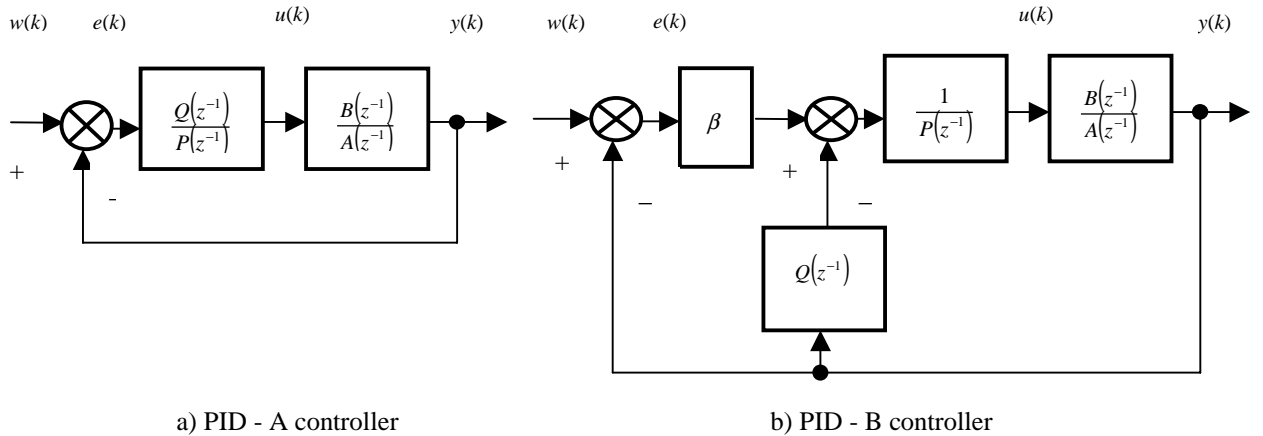 w(k) e(k) u(k) y(k)
Q(z⁻¹)
P(z⁻¹)
B(z⁻¹)
A(z⁻¹)
+
-
a) PID - A controller
w(k) e(k) u(k) y(k)
β
1
P(z⁻¹)
B(z⁻¹)
A(z⁻¹)
+
+
−
−
Q(z⁻¹)
b) PID - B controller